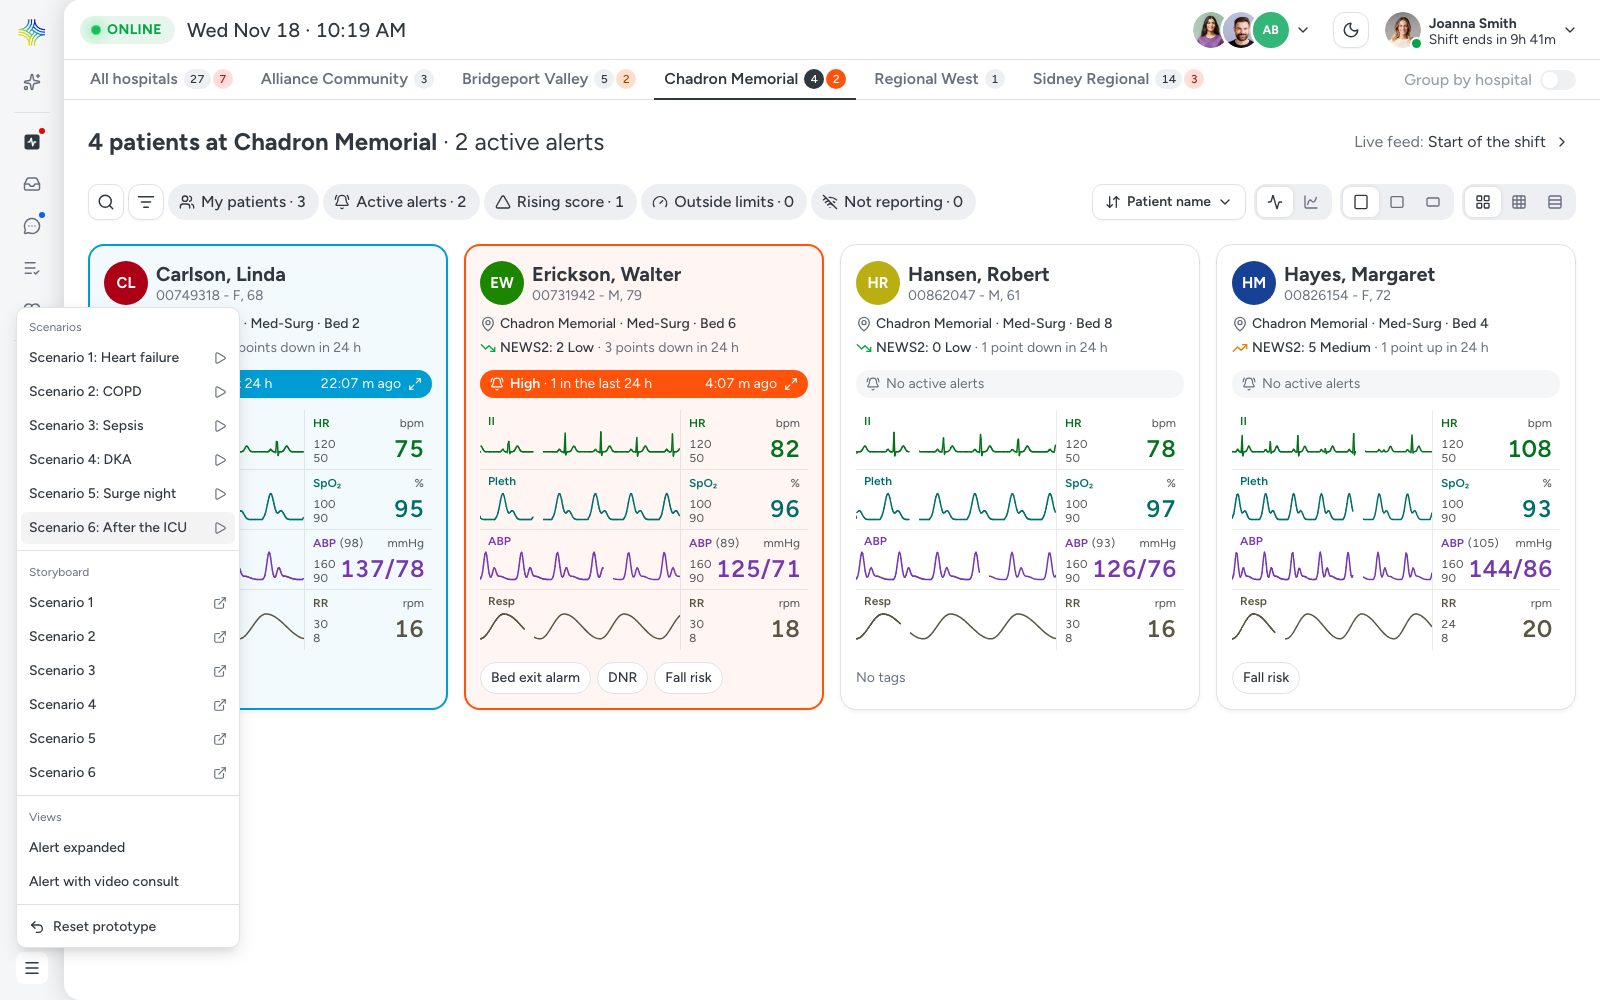 ONLINE Wed Nov 18 · 10:19 AM
AB
Joanna Smith
Shift ends in 9h 41m
All hospitals 27 7 Alliance Community 3 Bridgeport Valley 5 2 Chadron Memorial 4 2 Regional West 1 Sidney Regional 14 3 Group by hospital
4 patients at Chadron Memorial · 2 active alerts
Live feed: Start of the shift
My patients · 3 Active alerts · 2 Rising score · 1 Outside limits · 0 Not reporting · 0 Patient name
CL Carlson, Linda
00749318 - F, 68
· Med-Surg · Bed 2
points down in 24 h
24 h 22:07 m ago
HR bpm
120
50
75
SpO₂ %
100
90
95
ABP (98) mmHg
160
90
137/78
RR rpm
30
8
16
EW Erickson, Walter
00731942 - M, 79
Chadron Memorial · Med-Surg · Bed 6
NEWS2: 2 Low · 3 points down in 24 h
High · 1 in the last 24 h 4:07 m ago
II HR bpm
120
50
82
Pleth SpO₂ %
100
90
96
ABP ABP (89) mmHg
160
90
125/71
Resp RR rpm
30
8
18
Bed exit alarm DNR Fall risk
HR Hansen, Robert
00862047 - M, 61
Chadron Memorial · Med-Surg · Bed 8
NEWS2: 0 Low · 1 point down in 24 h
No active alerts
II HR bpm
120
50
78
Pleth SpO₂ %
100
90
97
ABP ABP (93) mmHg
160
90
126/76
Resp RR rpm
30
8
16
No tags
HM Hayes, Margaret
00826154 - F, 72
Chadron Memorial · Med-Surg · Bed 4
NEWS2: 5 Medium · 1 point up in 24 h
No active alerts
II HR bpm
120
50
108
Pleth SpO₂ %
100
90
93
ABP ABP (105) mmHg
160
90
144/86
Resp RR rpm
24
8
20
Fall risk
Scenarios
Scenario 1: Heart failure
Scenario 2: COPD
Scenario 3: Sepsis
Scenario 4: DKA
Scenario 5: Surge night
Scenario 6: After the ICU
Storyboard
Scenario 1
Scenario 2
Scenario 3
Scenario 4
Scenario 5
Scenario 6
Views
Alert expanded
Alert with video consult
Reset prototype